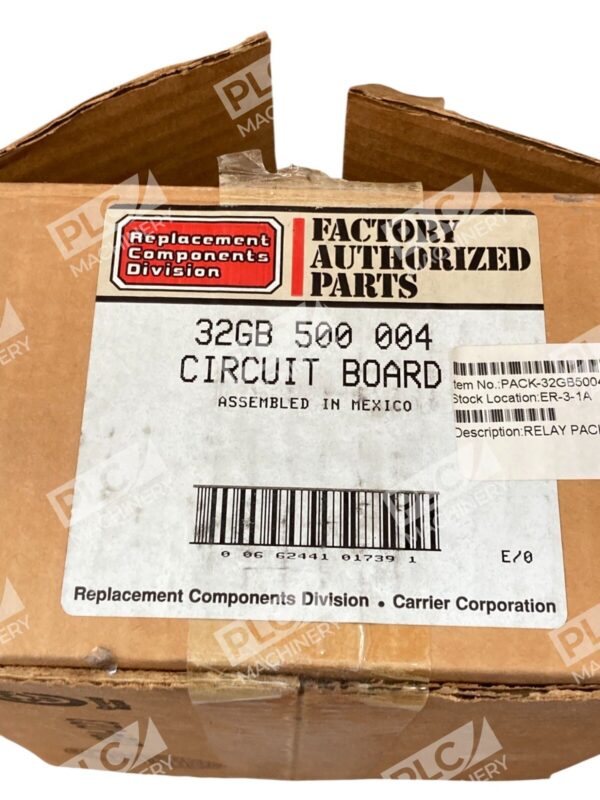 Replacement
Components
Division
FACTORY
AUTHORIZED
PARTS
32GB 500 004
CIRCUIT BOARD
ASSEMBLED IN MEXICO
Item No.:PACK-32GB5004
Stock Location:ER-3-1A
Description:RELAY PACK
0 06 62441 01739 1
E/0
Replacement Components Division • Carrier Corporation
PLC
MACHINERY